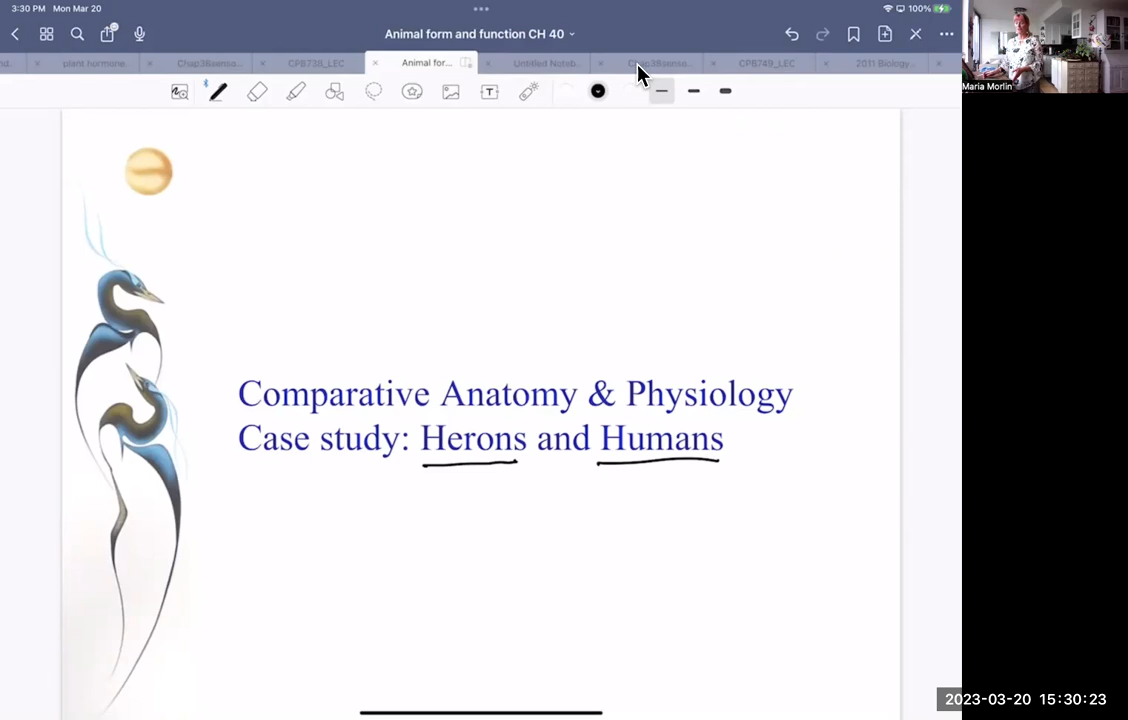 3:30 PM Mon Mar 20
100%
Animal form and function CH 40
plant hormone.
CPB738_LEC
Animal for...
Untitled Noteb..
CPB749_LEC
2011 Biology..
Maria Morlin
Comparative Anatomy & Physiology
Case study: Herons and Humans
2023-03-20 15:30:23